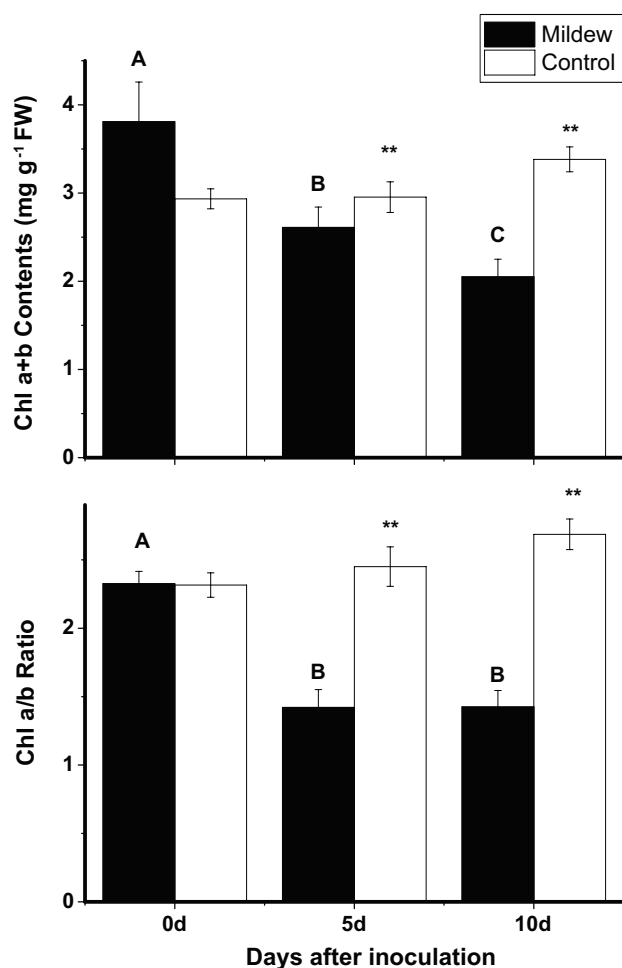 Mildew
Control
Chl a+b Contents (mg g⁻¹ FW)
4
3
2
1
0
A
B
**
C
**
Chl a/b Ratio
2
1
0
A
B
**
B
**
0d 5d 10d
Days after inoculation